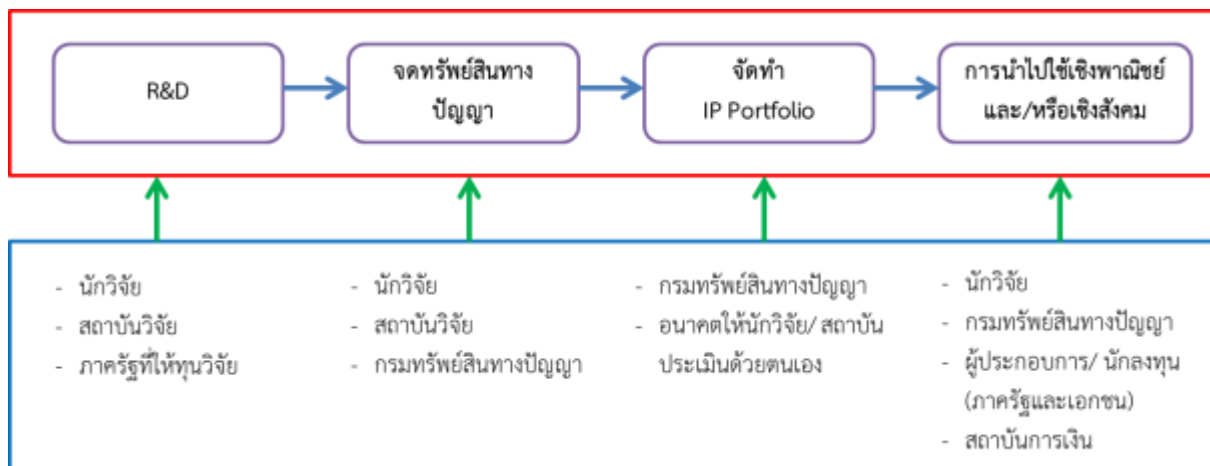 R&D
จดทรัพย์สินทาง
ปัญญา
จัดทำ
IP Portfolio
การนำไปใช้เชิงพาณิชย์
และ/หรือเชิงสังคม
- นักวิจัย
- สถาบันวิจัย
- ภาครัฐที่ให้ทุนวิจัย
- นักวิจัย
- สถาบันวิจัย
- กรมทรัพย์สินทางปัญญา
- กรมทรัพย์สินทางปัญญา
- อนาคตให้นักวิจัย/ สถาบัน
ประเมินด้วยตนเอง
- นักวิจัย
- กรมทรัพย์สินทางปัญญา
- ผู้ประกอบการ/ นักลงทุน
(ภาครัฐและเอกชน)
- สถาบันการเงิน